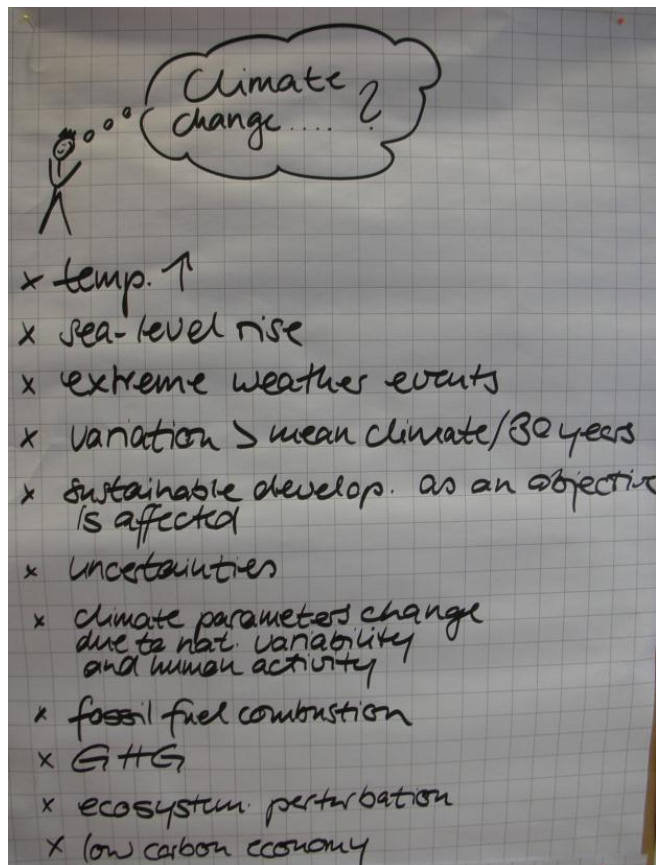 Climate
change.... ?
x temp. ↑
x sea-level rise
x extreme weather events
x variation > mean climate/30 years
x sustainable develop. as an objective
is affected
x uncertainties
x climate parameters change
due to nat. variability
and human activity
x fossil fuel combustion
x GHG
x ecosystem perturbation
x low carbon economy